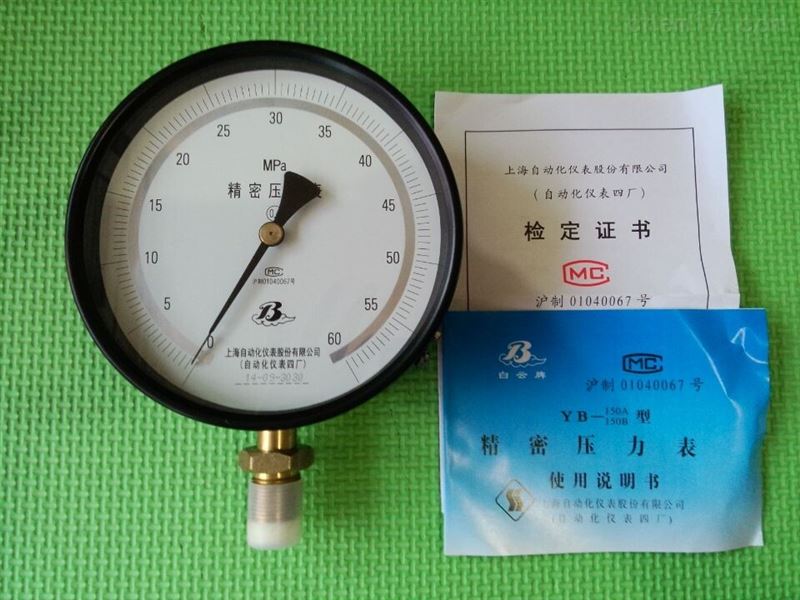 30
25
35
20
40
15
45
10
50
5
55
0
60
MPa
精密压力表
MC
沪制01040067号
B
上海自动化仪表股份有限公司
(自动化仪表四厂)
14-09-3030
上海自动化仪表股份有限公司
(自动化仪表四厂)
检定证书
MC
沪制 01040067 号
B
白云牌
MC
沪制 01040067 号
YB-150A/150B 型
精密压力表
使用说明书
上海自动化仪表股份有限公司
(自动化仪表四厂)